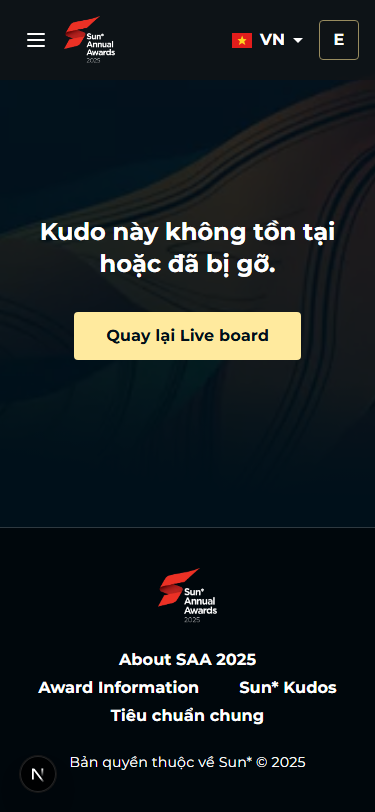 Sun*
Annual
Awards
2025
VN
E
Kudo này không tồn tại
hoặc đã bị gỡ.
Quay lại Live board
Sun*
Annual
Awards
2025
About SAA 2025
Award Information Sun* Kudos
Tiêu chuẩn chung
N
Bản quyền thuộc về Sun* © 2025